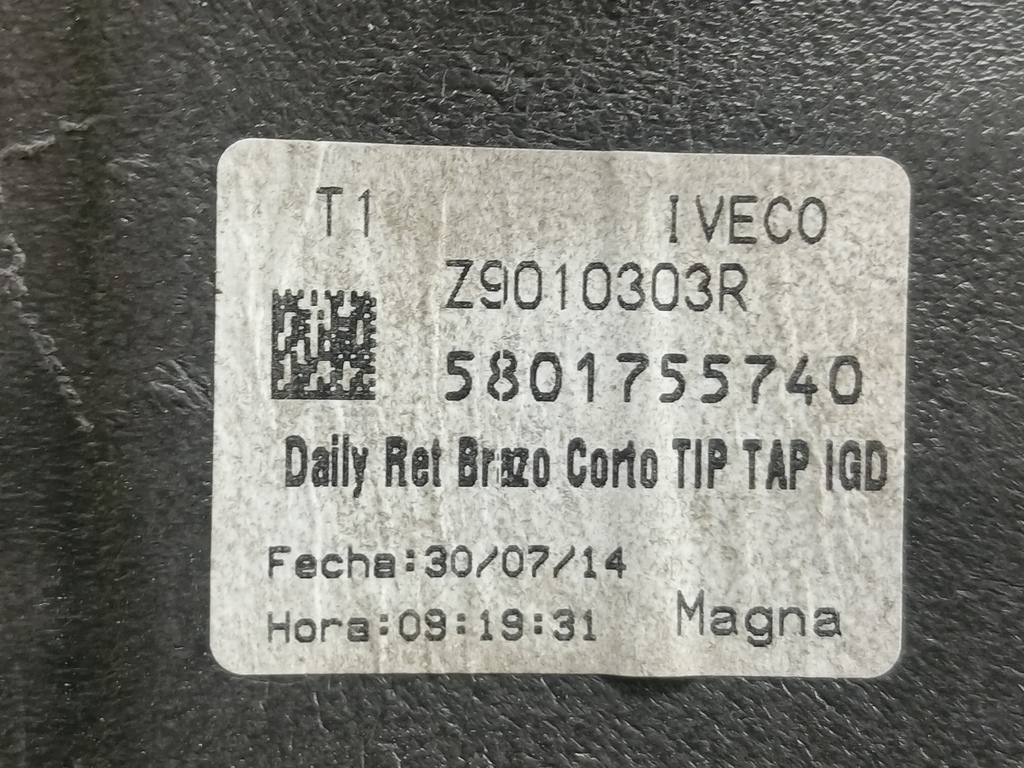 T1 IVECO
Z9010303R
5801755740
Daily Ret Brazo Corto TIP TAP IGD
Fecha:30/07/14
Hora:09:19:31 Magna